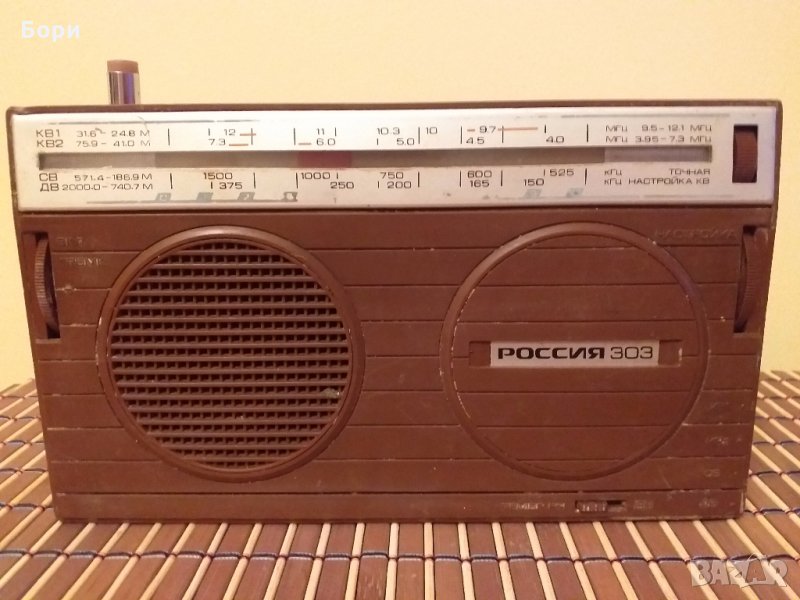 Бори
КВ1 31.6 - 24.8 М 12 11 10.3 10 9.7 МГц 9.5 - 12.1 МГц
КВ2 75.9 - 41.0 М 7.3 6.0 5.0 4.5 4.0 МГц 3.95 - 7.3 МГц
СВ 571.4 - 186.9 М 1500 1000 750 600 525 кГц ТОЧНАЯ
ДВ 2000.0 - 740.7 М 375 250 200 165 150 кГц НАСТРОЙКА КВ
НАСТРОЙКА
РОССИЯ 303
BAZAR